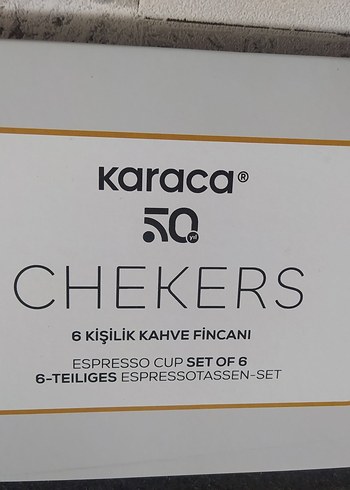 Karaca®
50 yıl
CHEKERS
6 KİŞİLİK KAHVE FİNCANI
ESPRESSO CUP SET OF 6
6-TEILIGES ESPRESSOTASSEN-SET